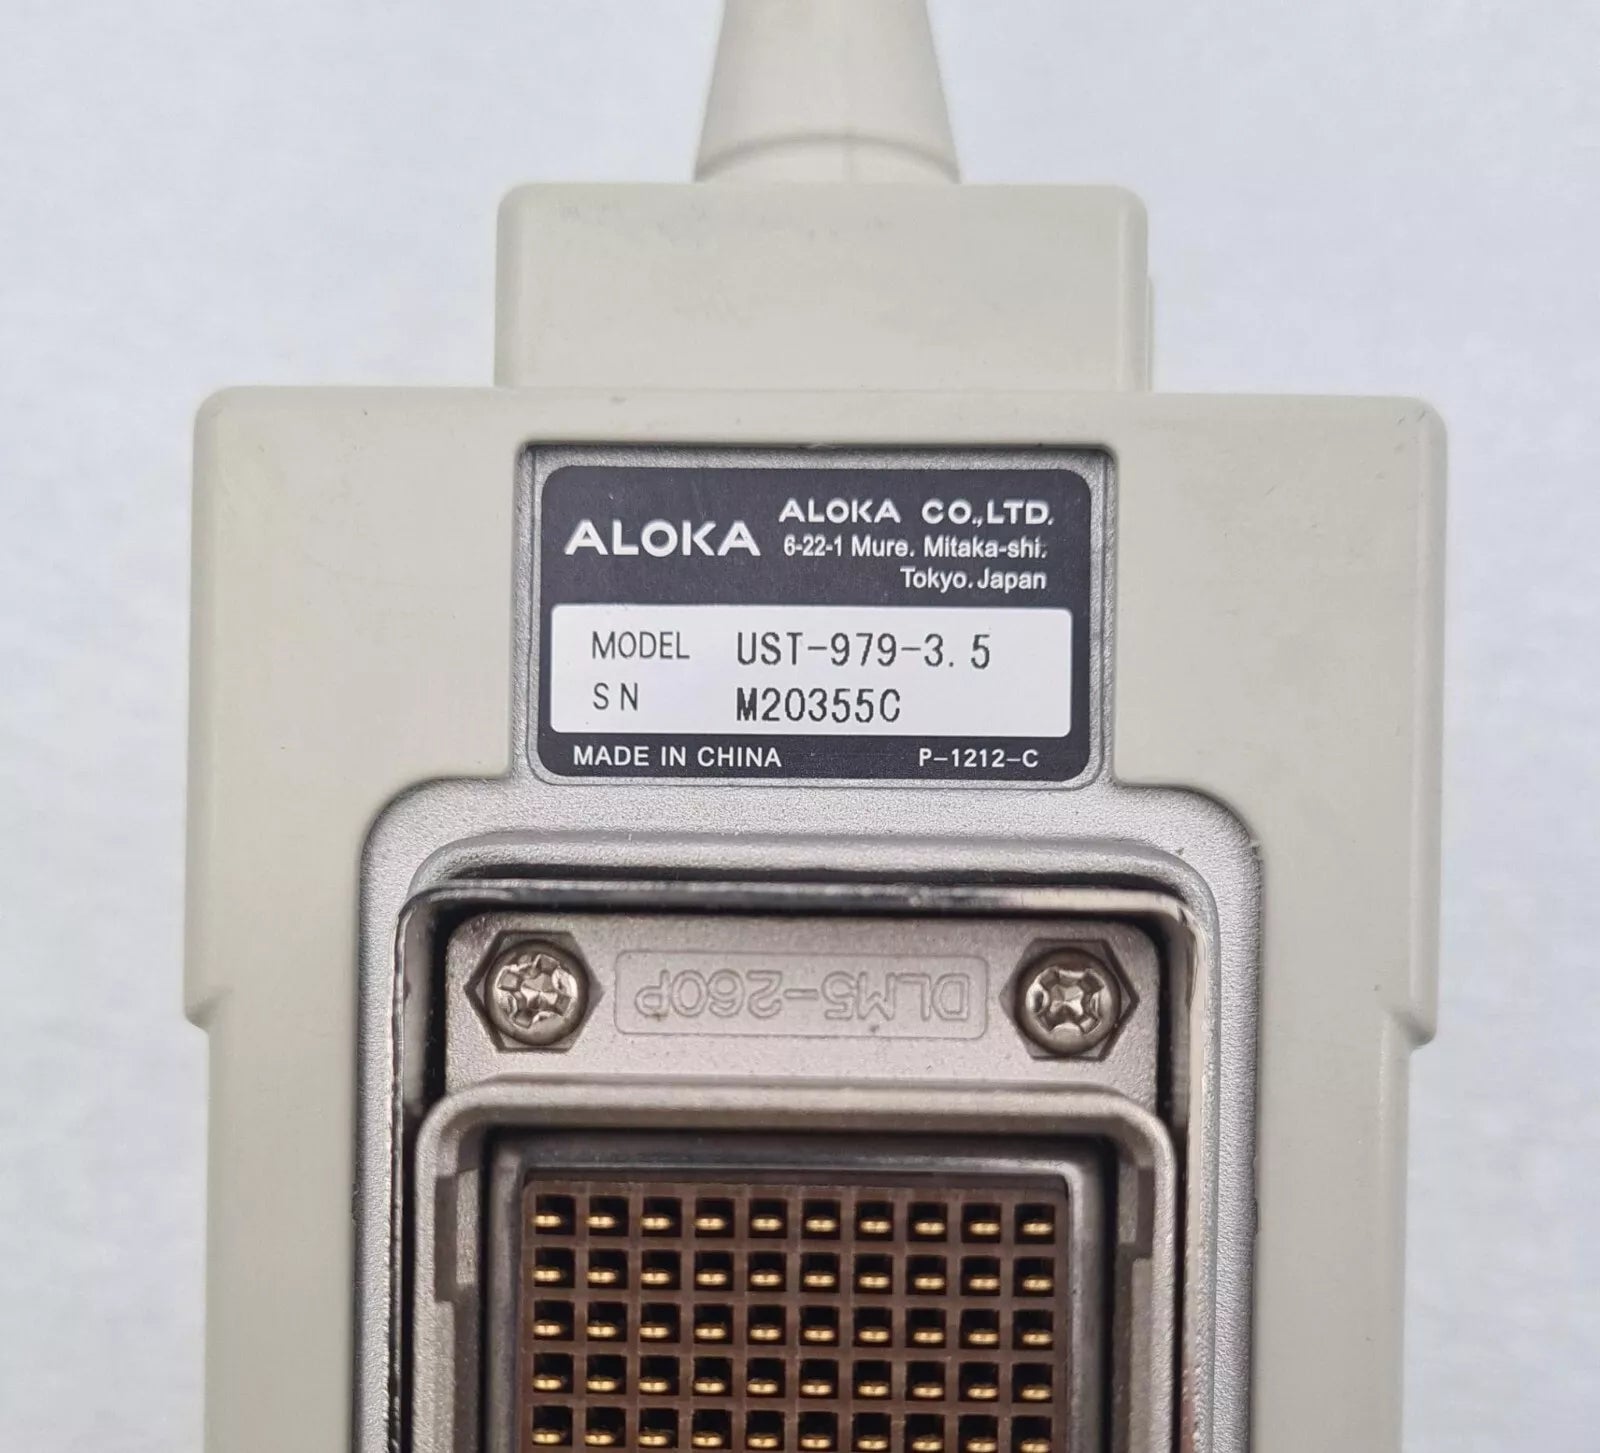 ALOKA
ALOKA CO.,LTD.
6-22-1 Mure. Mitaka-shi.
Tokyo. Japan
MODEL UST-979-3.5
SN M20355C
MADE IN CHINA P-1212-C
DLM5-260P